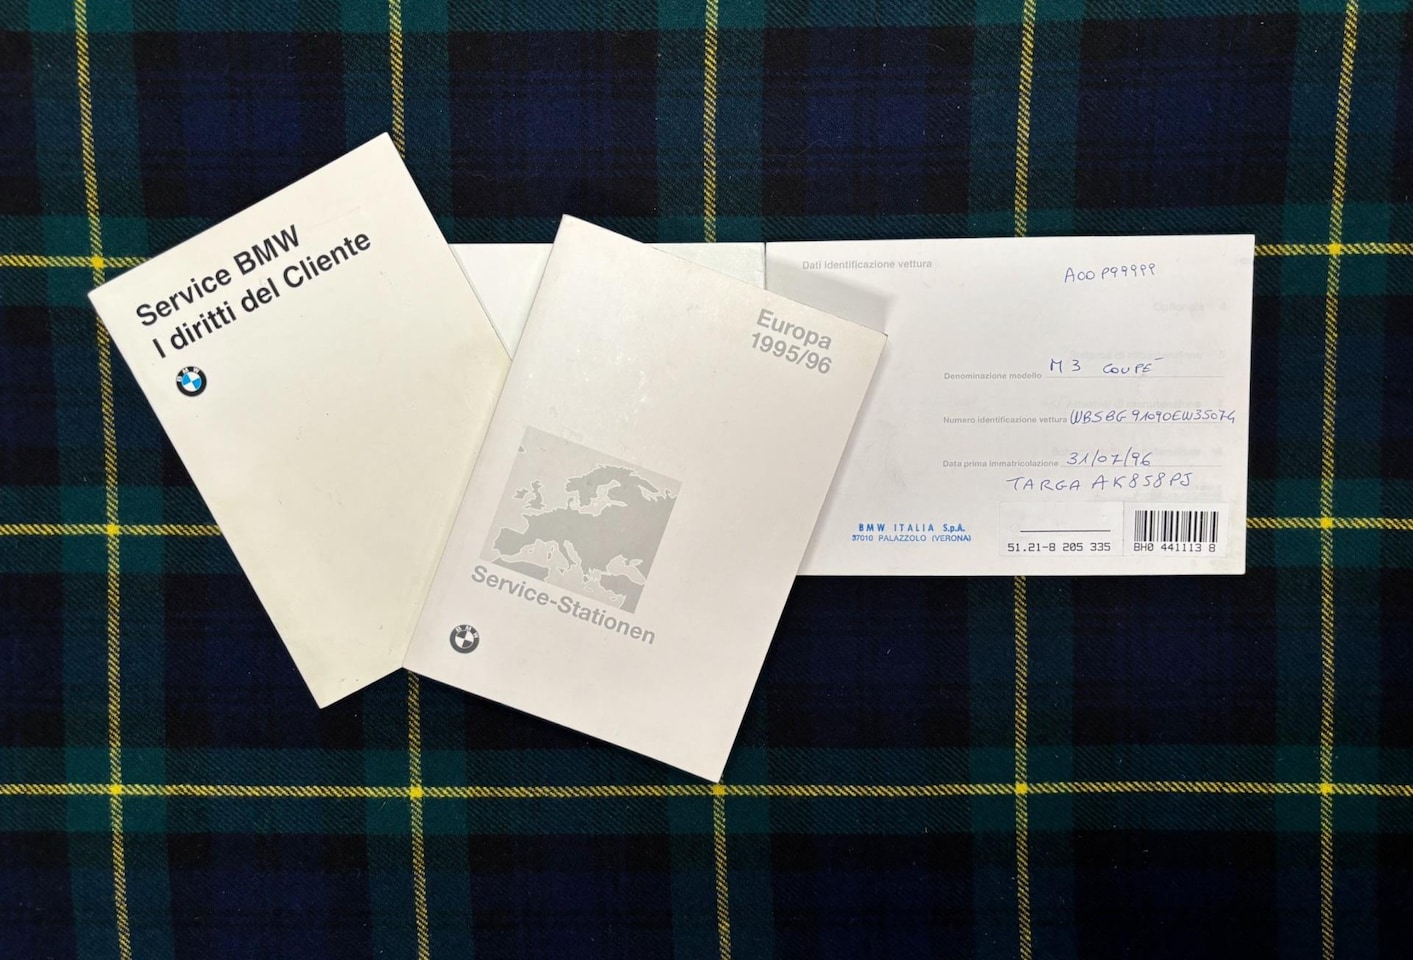 Service BMW
I diritti del Cliente
BMW
Europa
1995/96
Service-Stationen
BMW
Dati identificazione vettura
A00P99999
Denominazione modello M3 COUPÉ
Numero identificazione vettura WBSBG91090EW35074
Data prima immatricolazione 31/07/96
TARGA AK858PJ
BMW ITALIA S.p.A.
37010 PALAZZOLO (VERONA)
51.21-8 205 335
BH0 441113 8